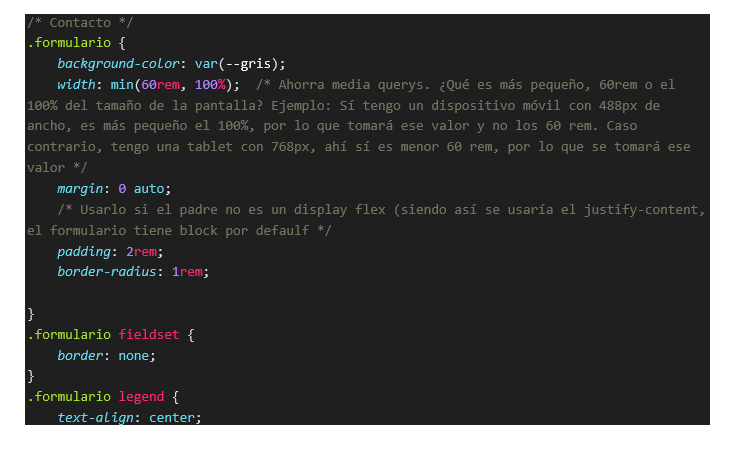 /* Contacto */
.formulario {
    background-color: var(--gris);
    width: min(60rem, 100%);  /* Ahorra media querys. ¿Qué es más pequeño, 60rem o el
100% del tamaño de la pantalla? Ejemplo: Sí tengo un dispositivo móvil con 488px de
ancho, es más pequeño el 100%, por lo que tomará ese valor y no los 60 rem. Caso
contrario, tengo una tablet con 768px, ahí sí es menor 60 rem, por lo que se tomará ese
valor */
    margin: 0 auto;
    /* Usarlo si el padre no es un display flex (siendo así se usaría el justify-content,
el formulario tiene block por defaulf */
    padding: 2rem;
    border-radius: 1rem;

}
.formulario fieldset {
    border: none;
}
.formulario legend {
    text-align: center;